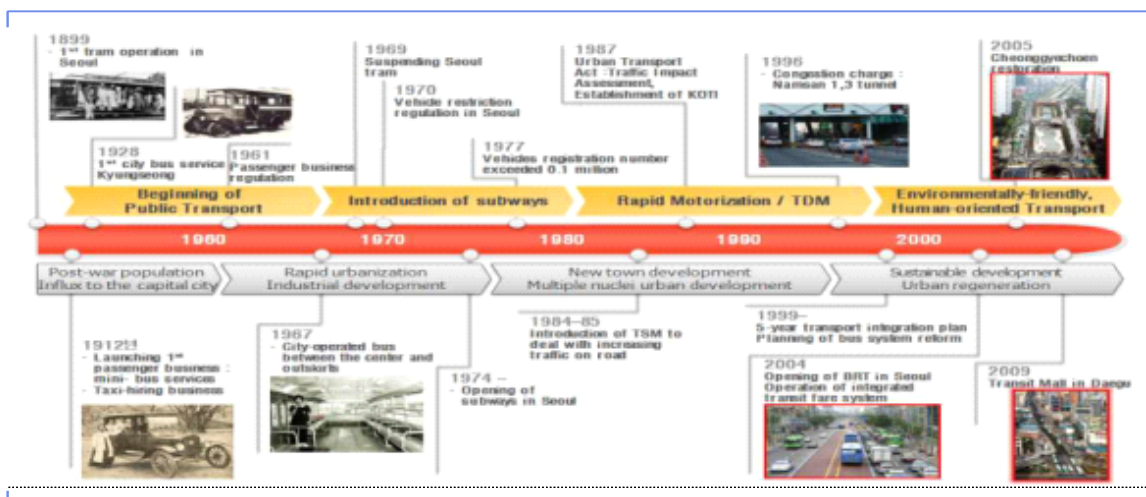 1899
- 1st tram operation in
Seoul
1928
- 1st city bus service
Kyungseong
1961
Passenger business
regulation
1969
Suspending Seoul
tram
1970
Vehicle restriction
regulation in Seoul
1977
Vehicles registration number
exceeded 0.1 million
1987
Urban Transport
Act :Traffic Impact
Assessment,
Establishment of KOTI
1996
- Congestion charge :
Namsan 1,3 tunnel
2005
Cheonggyecheon
restoration
Beginning of
Public Transport
Introduction of subways
Rapid Motorization / TDM
Environmentally-friendly,
Human-oriented Transport
1960
1970
1980
1990
2000
Post-war population
Influx to the capital city
Rapid urbanization
Industrial development
New town development
Multiple nuclei urban development
Sustainable development
Urban regeneration
1912년
- Launching 1st
passenger business :
mini- bus services
- Taxi-hiring business
1967
- City-operated bus
between the center and
outskirts
1974 –
- Opening of
subways in Seoul
1984–85
Introduction of TSM to
deal with increasing
traffic on road
1999–
5-year transport integration plan
Planning of bus system reform
2004
Opening of BRT in Seoul
Operation of integrated
transit fare system
2009
Transit Mall in Daegu